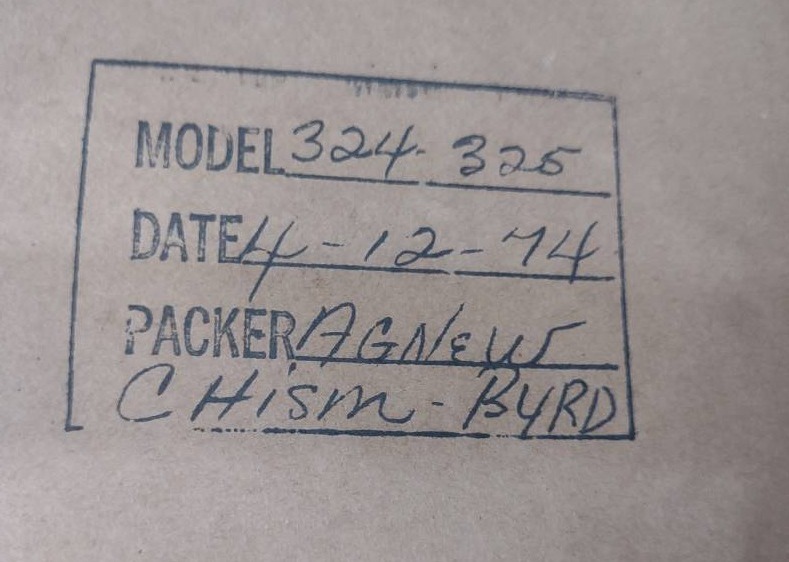 MODEL 324-325
DATE 4-12-74
PACKER AGNEW
CHISM-BYRD